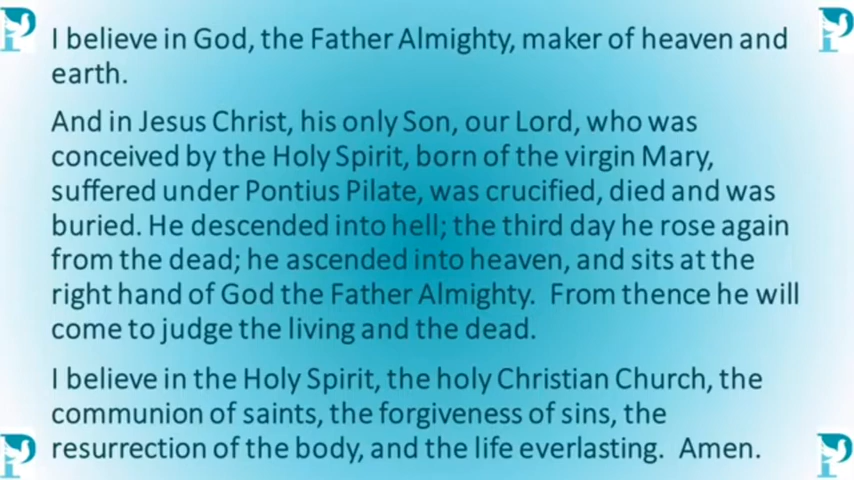 I believe in God, the Father Almighty, maker of heaven and
earth.
And in Jesus Christ, his only Son, our Lord, who was
conceived by the Holy Spirit, born of the virgin Mary,
suffered under Pontius Pilate, was crucified, died and was
buried. He descended into hell; the third day he rose again
from the dead; he ascended into heaven, and sits at the
right hand of God the Father Almighty.  From thence he will
come to judge the living and the dead.
I believe in the Holy Spirit, the holy Christian Church, the
communion of saints, the forgiveness of sins, the
resurrection of the body, and the life everlasting.  Amen.